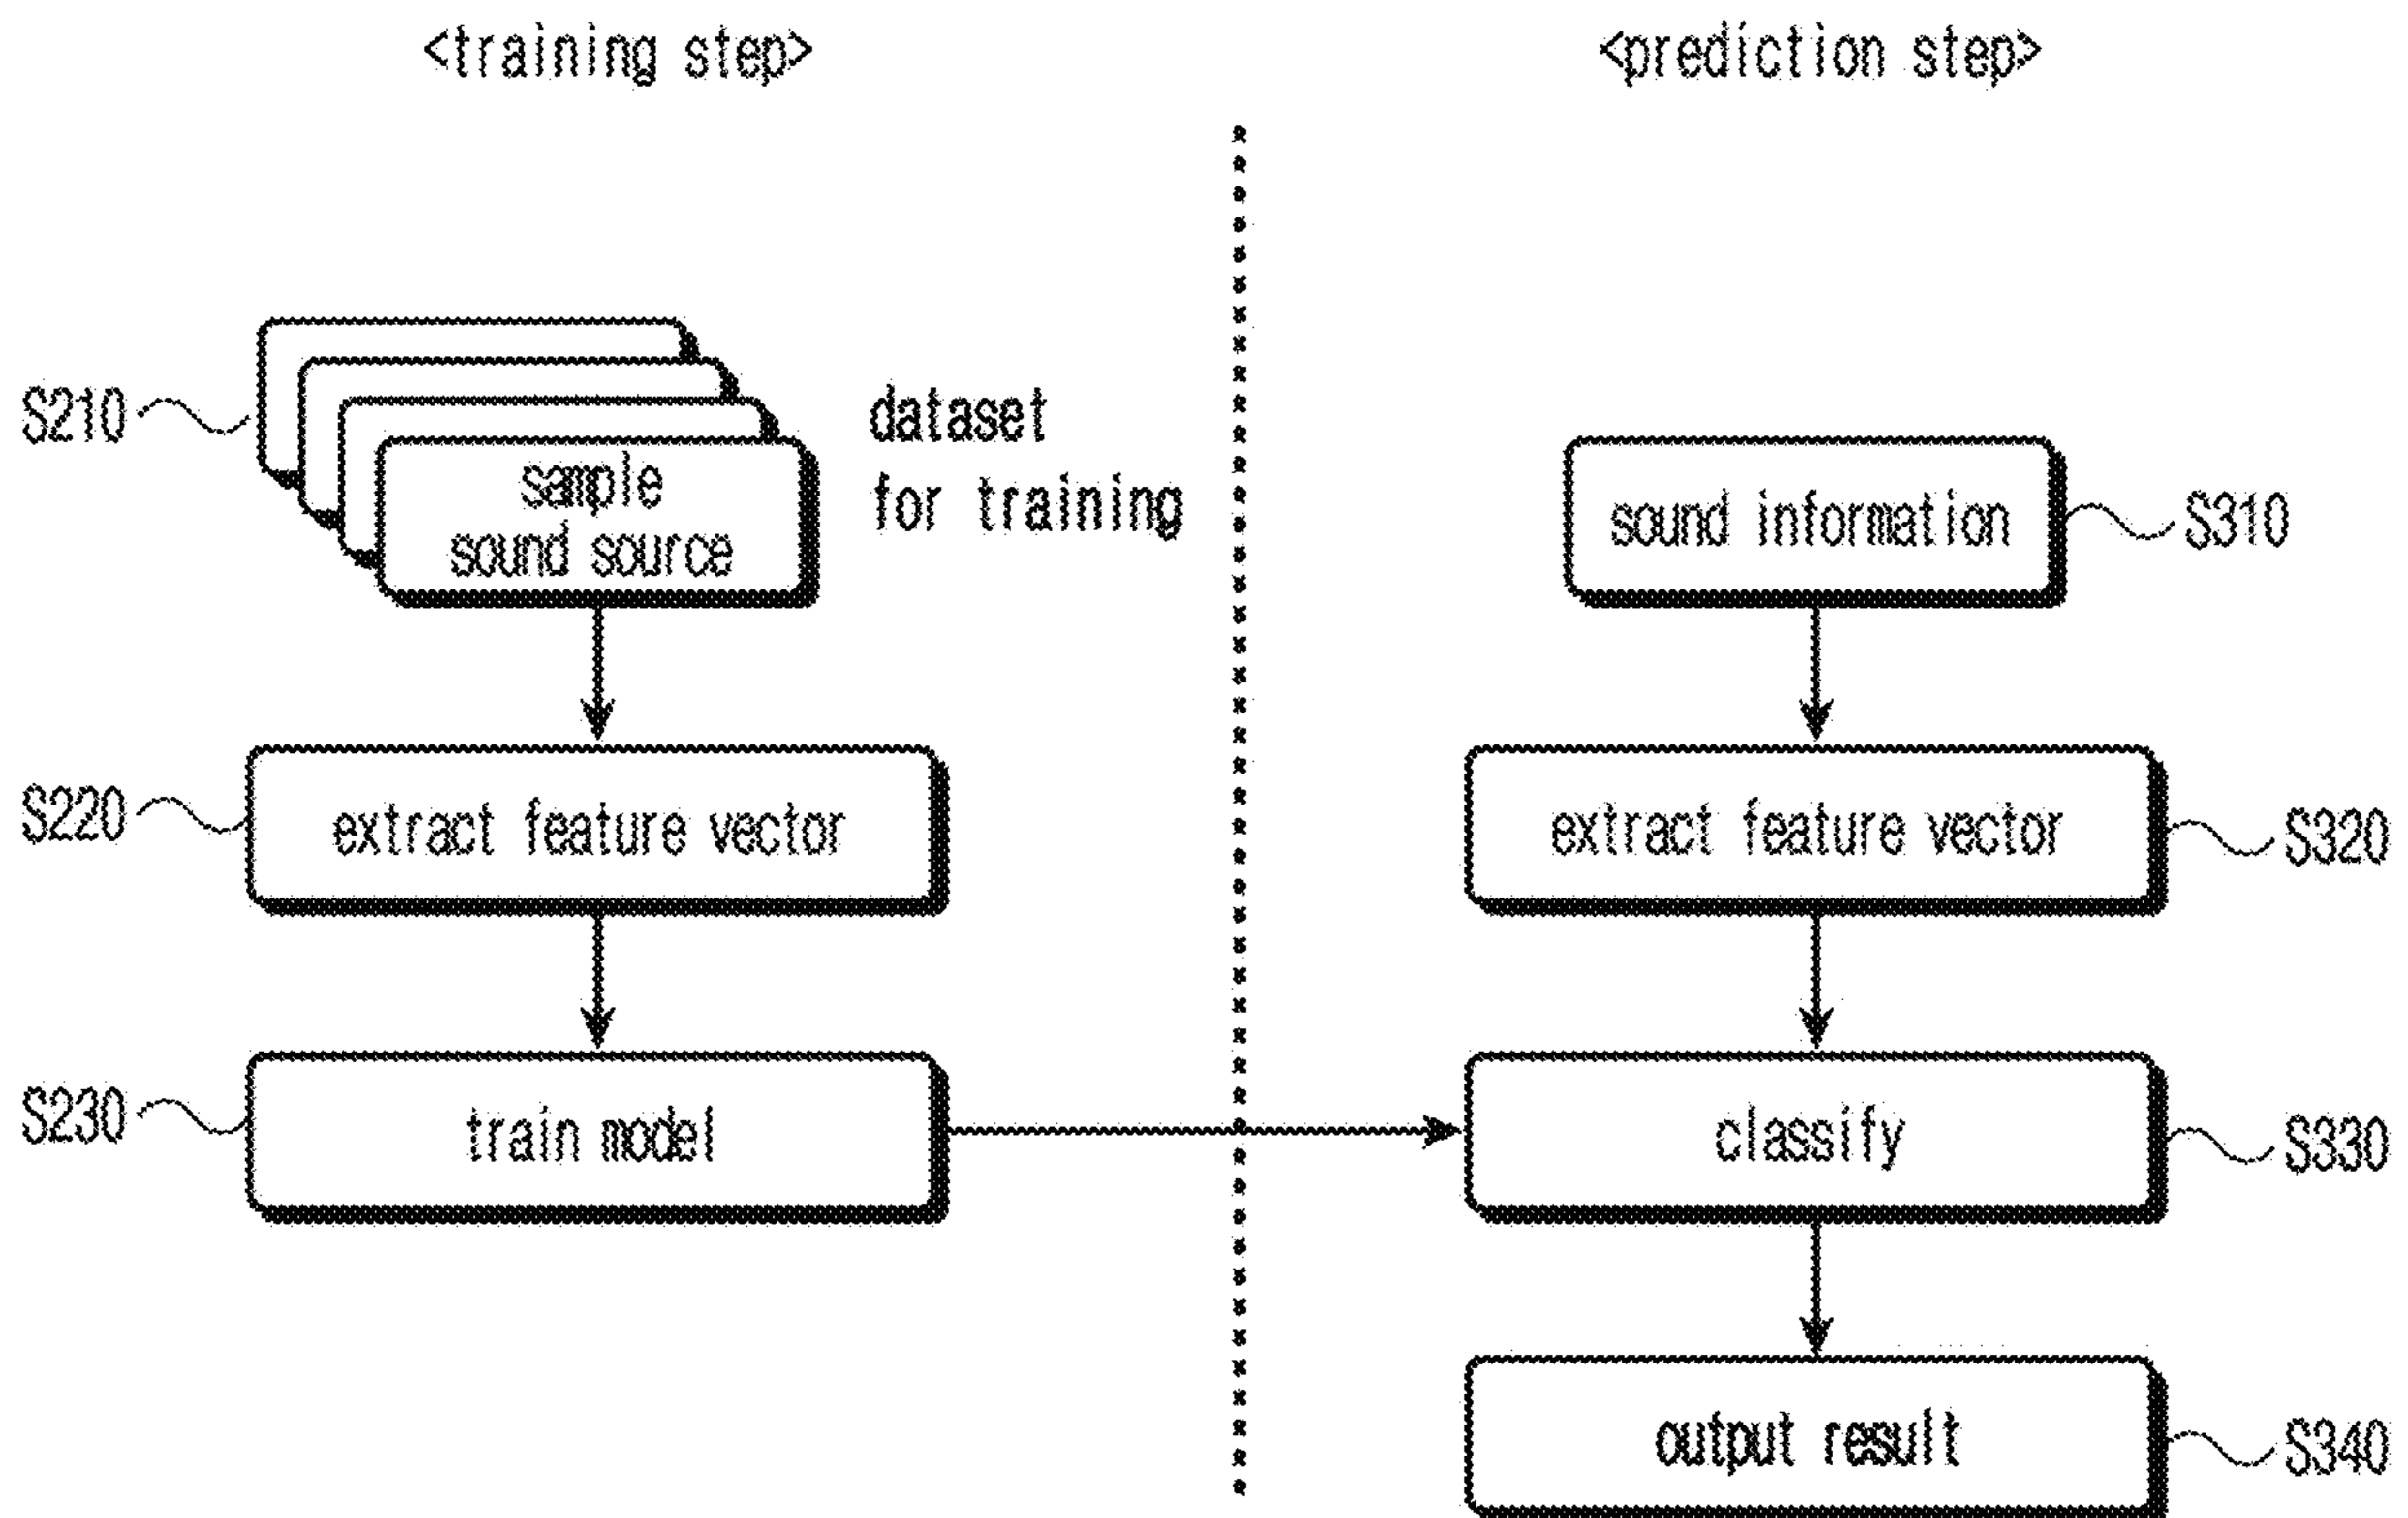 <training step>
S210
sample
sound source
dataset
for training
S220
extract feature vector
S230
train model
<prediction step>
sound information
S310
extract feature vector
S320
classify
S330
output result
S340